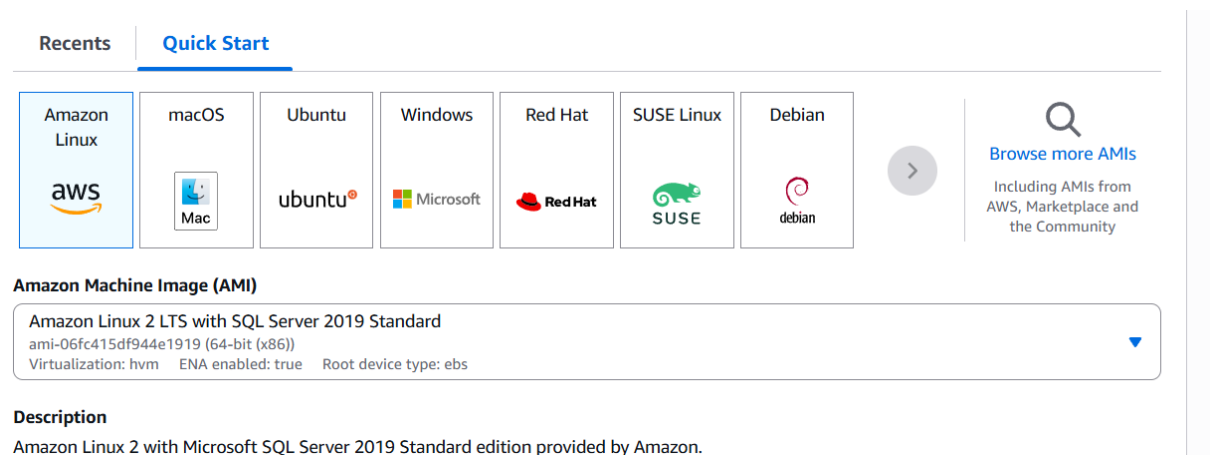 Recents Quick Start
Amazon Linux
macOS
Ubuntu
Windows
Red Hat
SUSE Linux
Debian
aws
Mac
ubuntu
Microsoft
Red Hat
SUSE
debian
Browse more AMIs
Including AMIs from
AWS, Marketplace and
the Community
Amazon Machine Image (AMI)
Amazon Linux 2 LTS with SQL Server 2019 Standard
ami-06fc415df944e1919 (64-bit (x86))
Virtualization: hvm ENA enabled: true Root device type: ebs
Description
Amazon Linux 2 with Microsoft SQL Server 2019 Standard edition provided by Amazon.